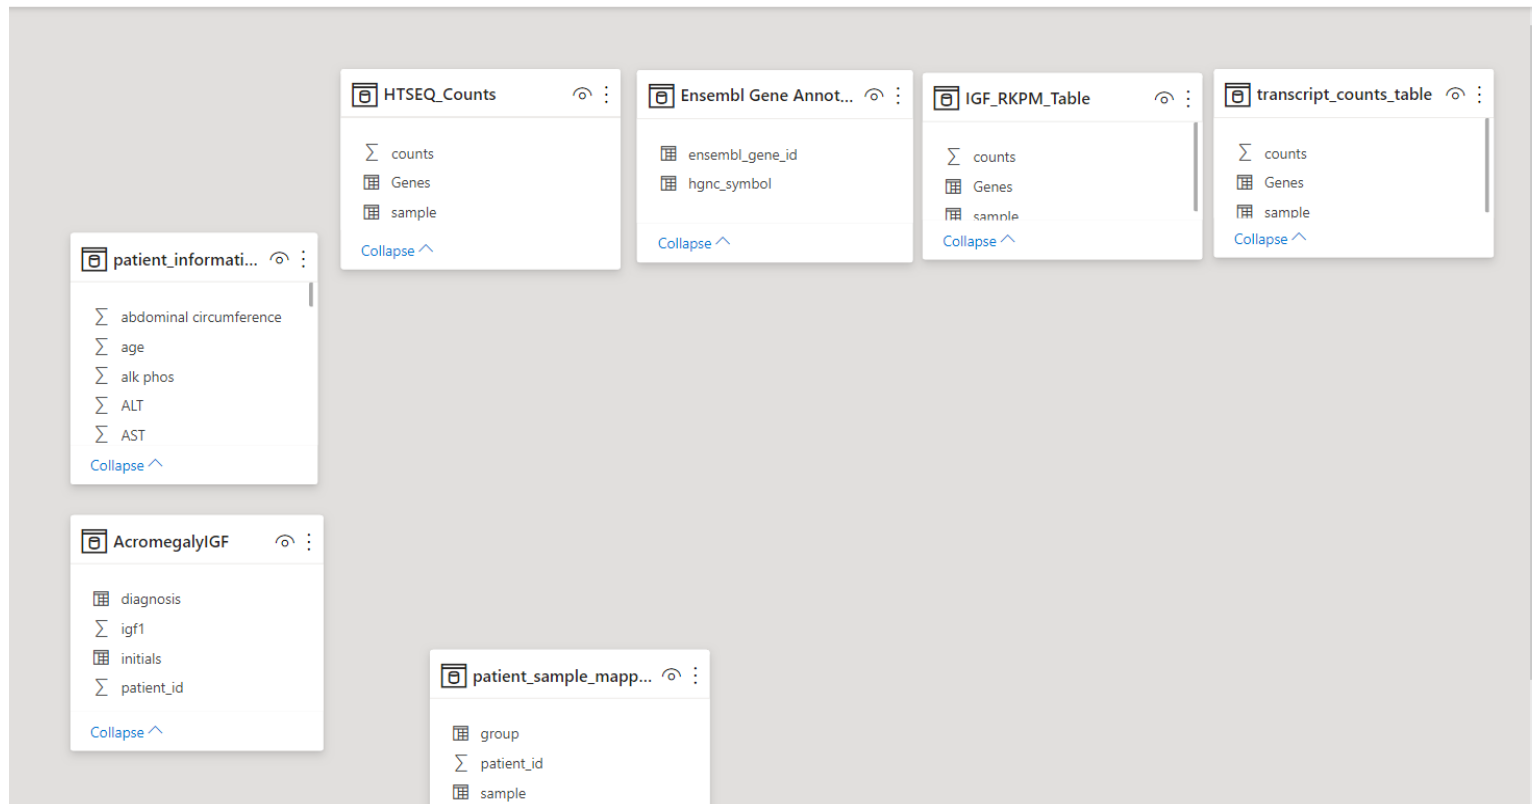 HTSEQ_Counts
counts
Genes
sample
Collapse
Ensembl Gene Annot...
ensembl_gene_id
hgnc_symbol
Collapse
IGF_RKPM_Table
counts
Genes
sample
Collapse
transcript_counts_table
counts
Genes
sample
Collapse
patient_informati...
abdominal circumference
age
alk phos
ALT
AST
Collapse
AcromegalyIGF
diagnosis
igf1
initials
patient_id
Collapse
patient_sample_mapp...
group
patient_id
sample